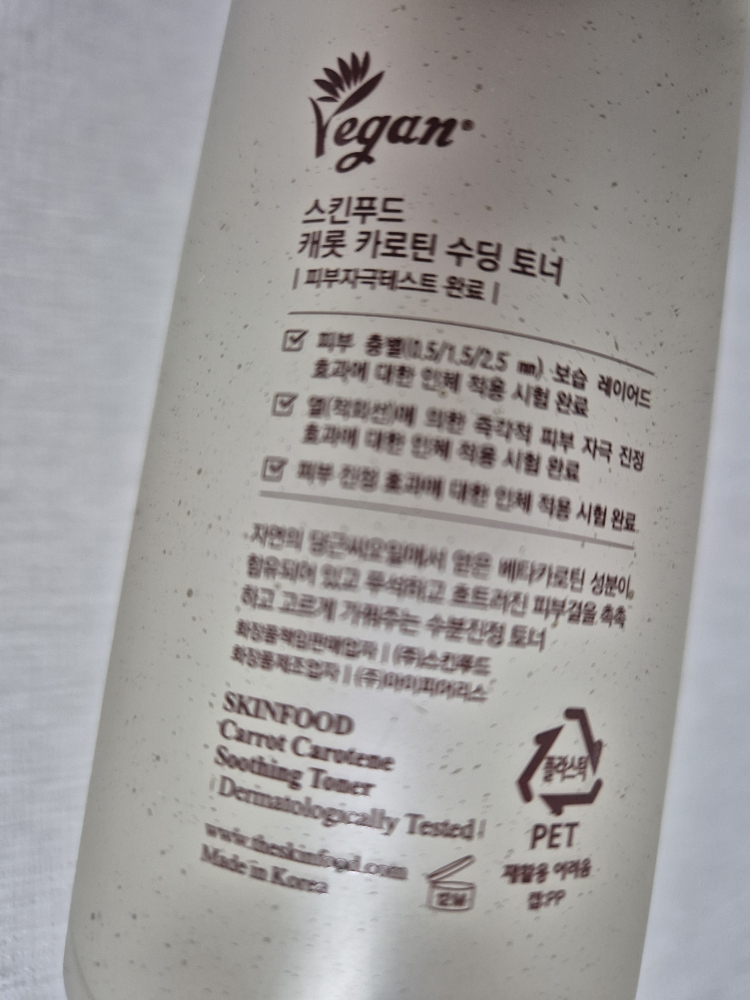 Vegan®
스킨푸드
캐롯 카로틴 수딩 토너
| 피부자극테스트 완료 |
피부 층별(0.5/1.5/2.5 mm) 보습 레이어드
효과에 대한 인체 적용 시험 완료
열(적외선)에 의한 즉각적 피부 자극 진정
효과에 대한 인체 적용 시험 완료
피부 진정 효과에 대한 인체 적용 시험 완료
자연의 당근씨오일에서 얻은 베타카로틴 성분이
함유되어 있고 푸석하고 흐트러진 피부결을 촉촉
하고 고르게 가꿔주는 수분진정 토너
화장품책임판매업자 | (주)스킨푸드
화장품제조업자 | (주)아이피어리스
SKINFOOD
Carrot Carotene
Soothing Toner
| Dermatologically Tested |
www.theskinfood.com
Made in Korea
12M
플라스틱
PET
재활용 어려움
캡:PP